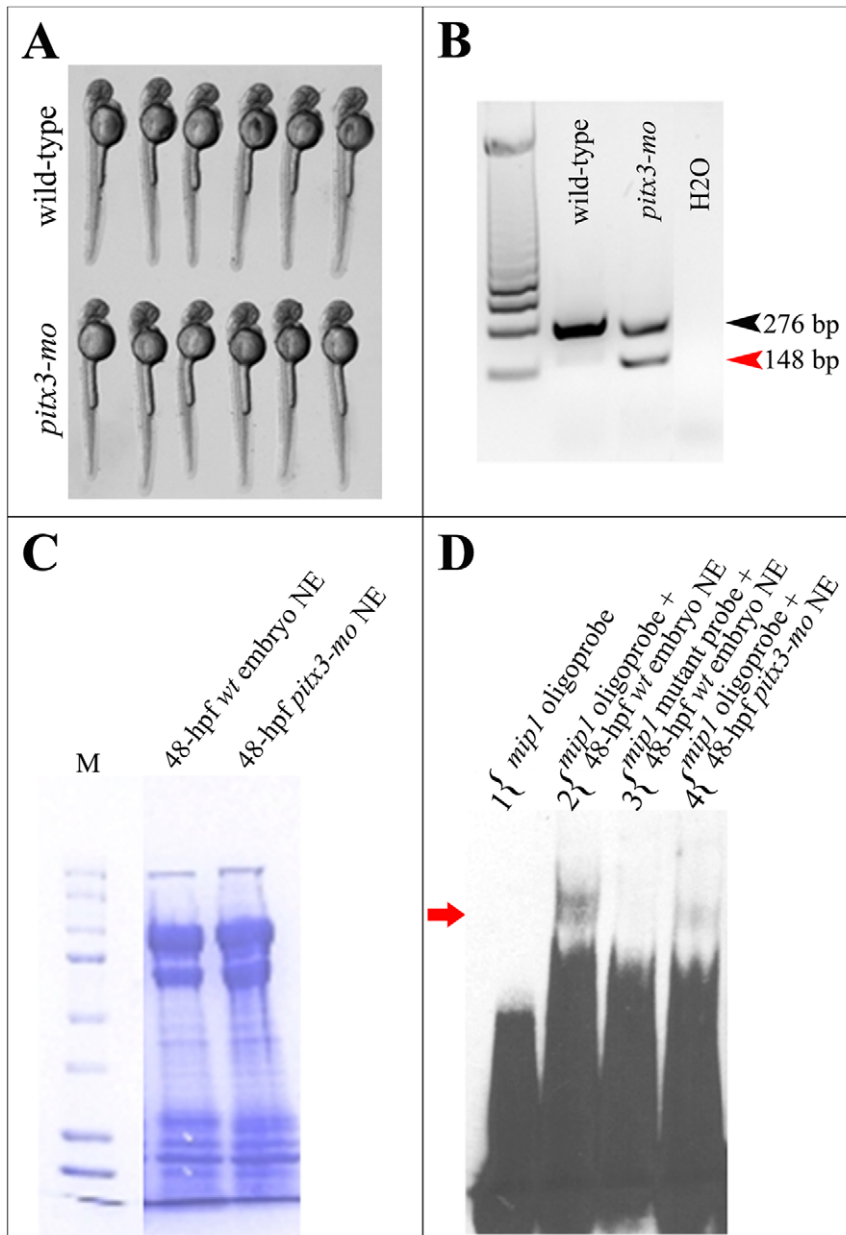 A
wild-type
pitx3-mo
B
wild-type
pitx3-mo
H2O
276 bp
148 bp
C
M
48-hpf wt embryo NE
48-hpf pitx3-mo NE
D
1{ mip1 oligoprobe
2{ mip1 oligoprobe +
48-hpf wt embryo NE
3{ mip1 mutant probe +
48-hpf wt embryo NE
4{ mip1 oligoprobe +
48-hpf pitx3-mo NE